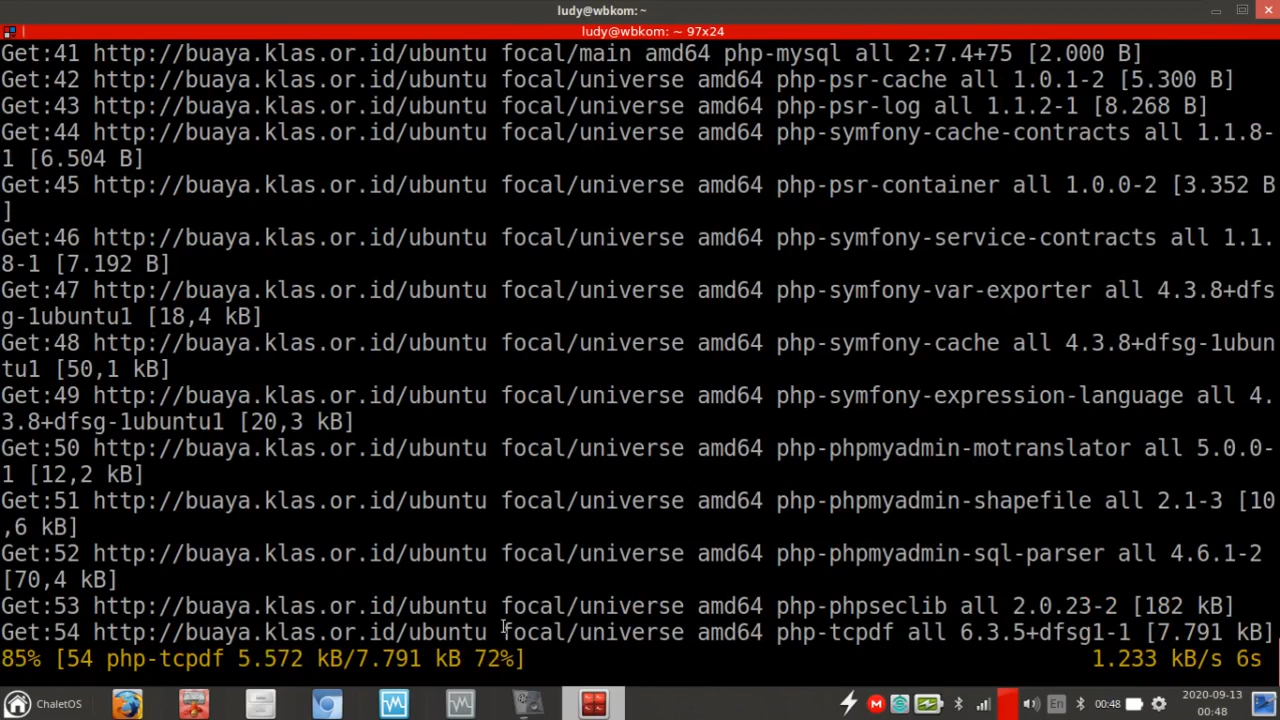 ludy@wbkom: ~
ludy@wbkom: ~ 97x24
Get:41 http://buaya.klas.or.id/ubuntu focal/main amd64 php-mysql all 2:7.4+75 [2.000 B]
Get:42 http://buaya.klas.or.id/ubuntu focal/universe amd64 php-psr-cache all 1.0.1-2 [5.300 B]
Get:43 http://buaya.klas.or.id/ubuntu focal/universe amd64 php-psr-log all 1.1.2-1 [8.268 B]
Get:44 http://buaya.klas.or.id/ubuntu focal/universe amd64 php-symfony-cache-contracts all 1.1.8-
1 [6.504 B]
Get:45 http://buaya.klas.or.id/ubuntu focal/universe amd64 php-psr-container all 1.0.0-2 [3.352 B
]
Get:46 http://buaya.klas.or.id/ubuntu focal/universe amd64 php-symfony-service-contracts all 1.1.
8-1 [7.192 B]
Get:47 http://buaya.klas.or.id/ubuntu focal/universe amd64 php-symfony-var-exporter all 4.3.8+dfs
g-1ubuntu1 [18,4 kB]
Get:48 http://buaya.klas.or.id/ubuntu focal/universe amd64 php-symfony-cache all 4.3.8+dfsg-1ubun
tu1 [50,1 kB]
Get:49 http://buaya.klas.or.id/ubuntu focal/universe amd64 php-symfony-expression-language all 4.
3.8+dfsg-1ubuntu1 [20,3 kB]
Get:50 http://buaya.klas.or.id/ubuntu focal/universe amd64 php-phpmyadmin-motranslator all 5.0.0-
1 [12,2 kB]
Get:51 http://buaya.klas.or.id/ubuntu focal/universe amd64 php-phpmyadmin-shapefile all 2.1-3 [10
,6 kB]
Get:52 http://buaya.klas.or.id/ubuntu focal/universe amd64 php-phpmyadmin-sql-parser all 4.6.1-2
[70,4 kB]
Get:53 http://buaya.klas.or.id/ubuntu focal/universe amd64 php-phpseclib all 2.0.23-2 [182 kB]
Get:54 http://buaya.klas.or.id/ubuntu focal/universe amd64 php-tcpdf all 6.3.5+dfsg1-1 [7.791 kB]
85% [54 php-tcpdf 5.572 kB/7.791 kB 72%] 1.233 kB/s 6s
ChaletOS M En 00:48 2020-09-13
00:48